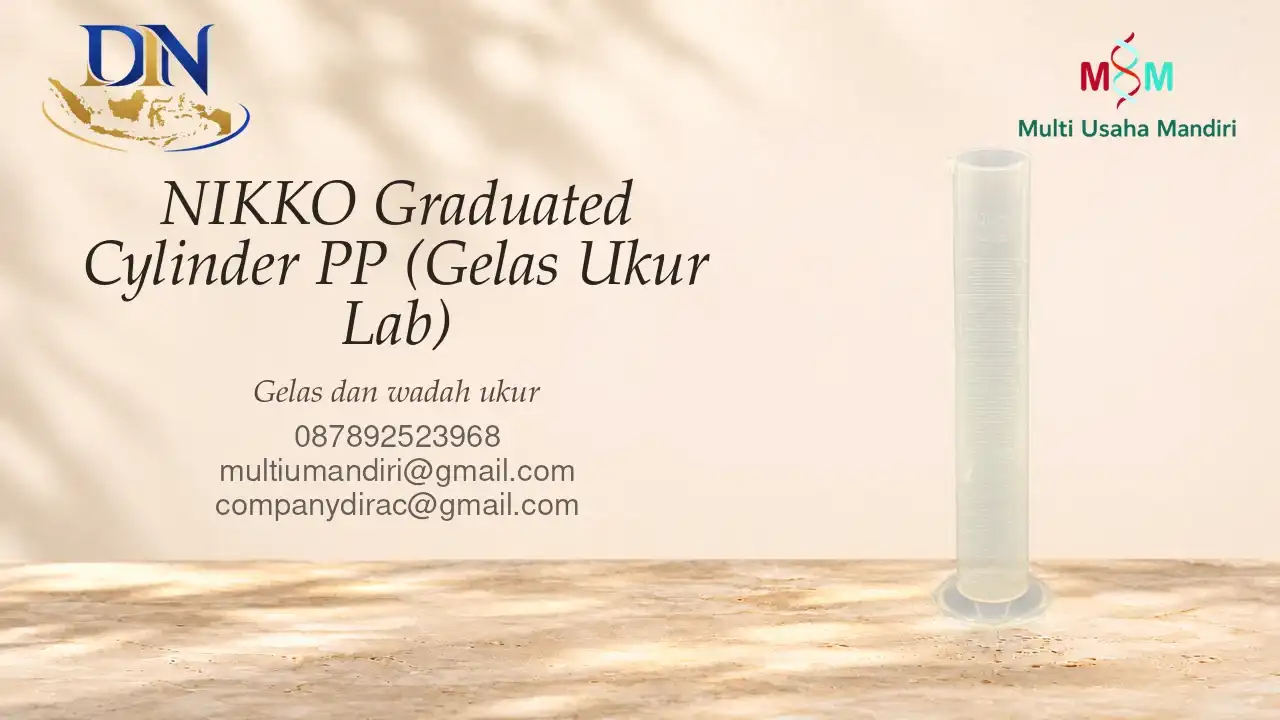 DIN
M M
Multi Usaha Mandiri
NIKKO Graduated
Cylinder PP (Gelas Ukur
Lab)
Gelas dan wadah ukur
087892523968
multiumandiri@gmail.com
companydirac@gmail.com